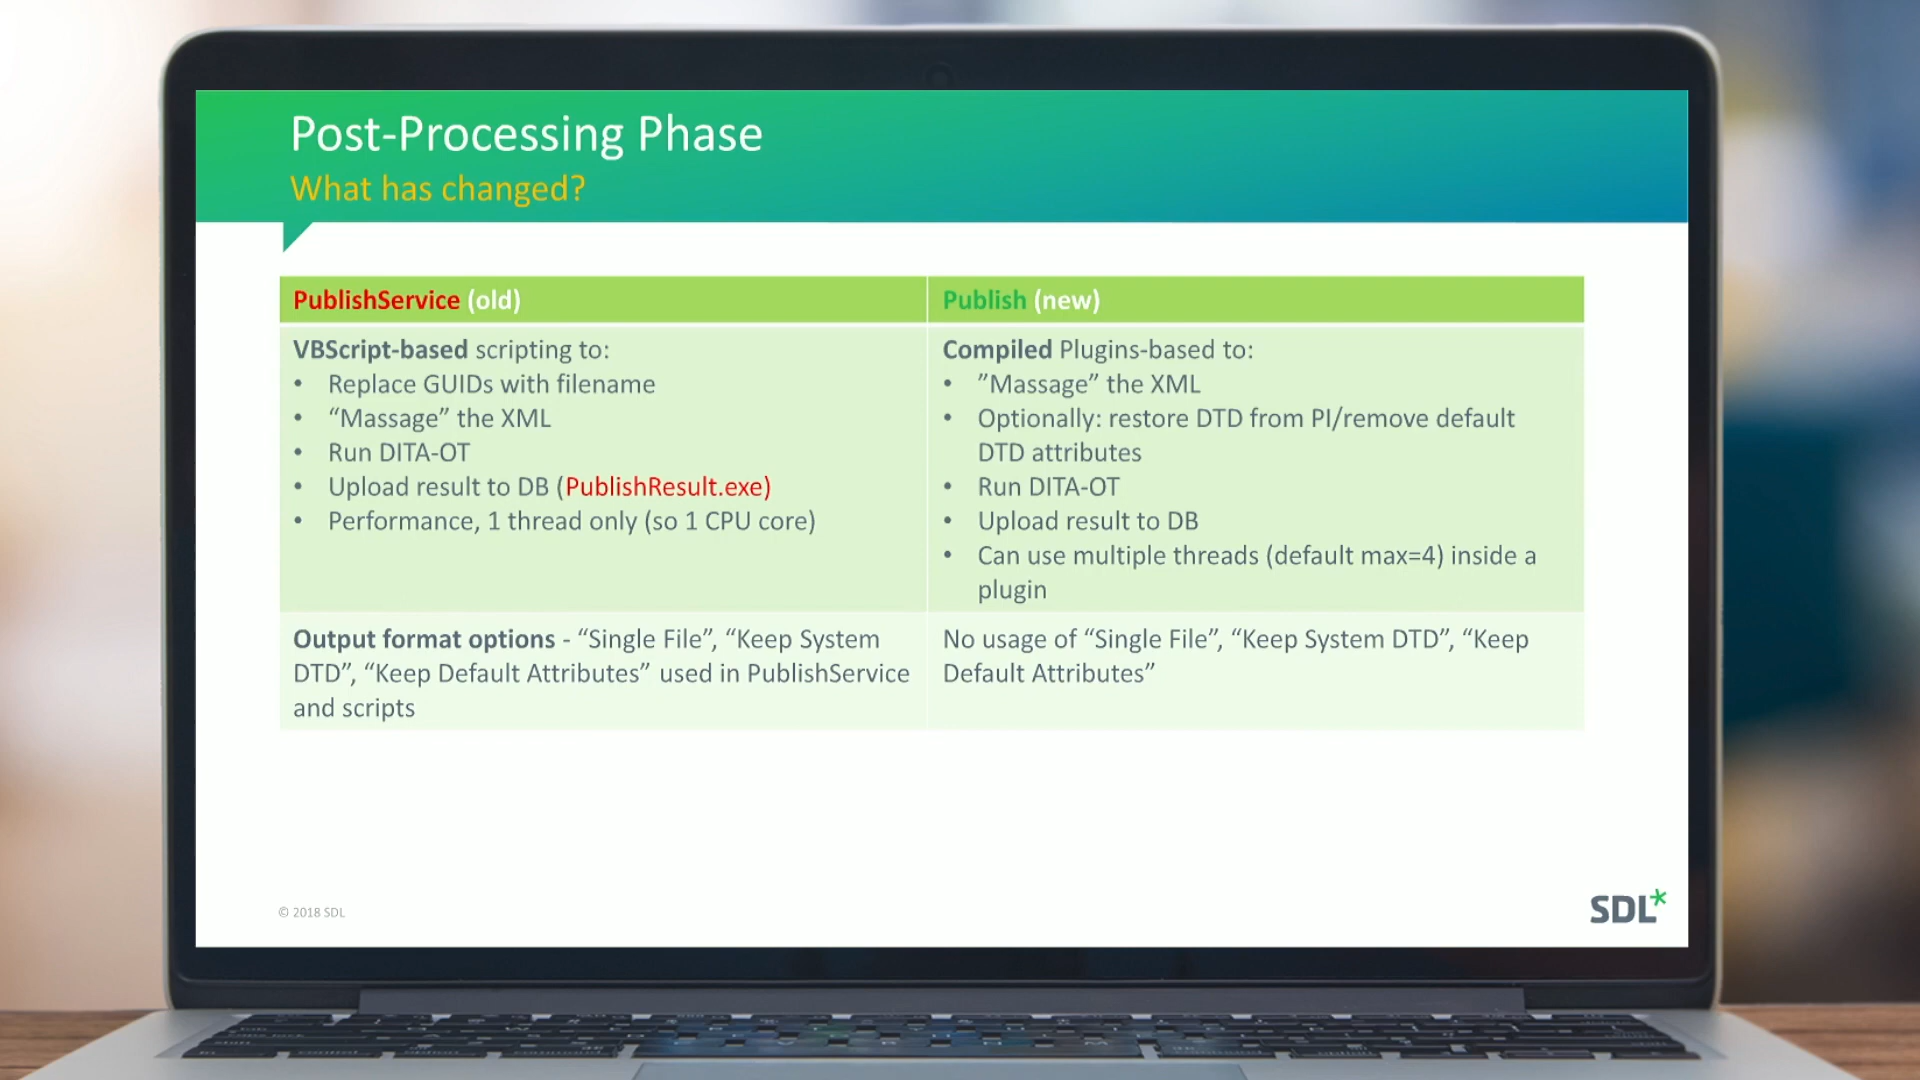 Post-Processing Phase
What has changed?
PublishService (old)
Publish (new)
VBScript-based scripting to:
• Replace GUIDs with filename
• “Massage” the XML
• Run DITA-OT
• Upload result to DB (PublishResult.exe)
• Performance, 1 thread only (so 1 CPU core)
Compiled Plugins-based to:
• ”Massage” the XML
• Optionally: restore DTD from PI/remove default
DTD attributes
• Run DITA-OT
• Upload result to DB
• Can use multiple threads (default max=4) inside a
plugin
Output format options - “Single File”, “Keep System
DTD”, “Keep Default Attributes” used in PublishService
and scripts
No usage of “Single File”, “Keep System DTD”, “Keep
Default Attributes”
© 2018 SDL
SDL*